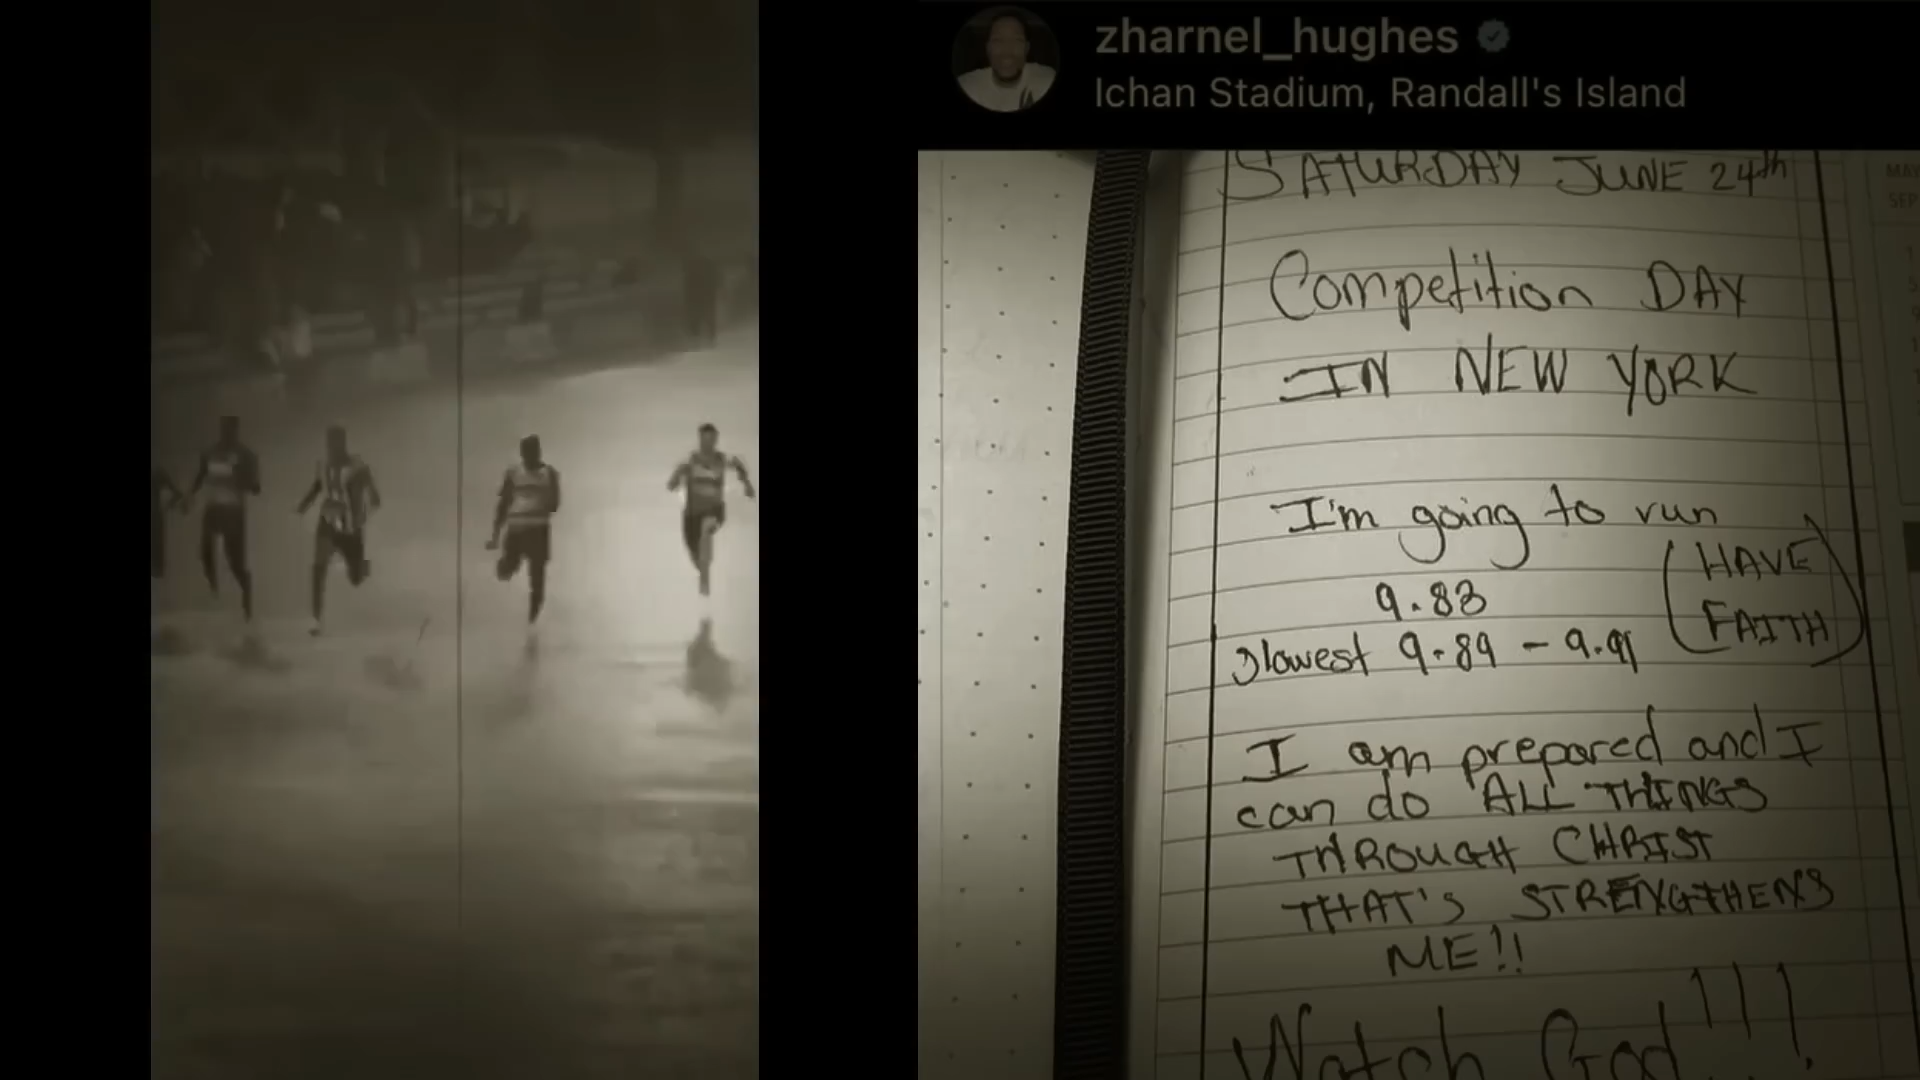 zharnel_hughes
Ichan Stadium, Randall's Island
MAY
SEP
SATURDAY JUNE 24th
Competition DAY
IN NEW YORK
I'm going to run
9.83
Slowest 9.89 - 9.91
(HAVE
FAITH)
I am prepared and I
can do ALL THINGS
THROUGH CHRIST
THAT'S STRENGTHENS
ME!!
Watch God!!!